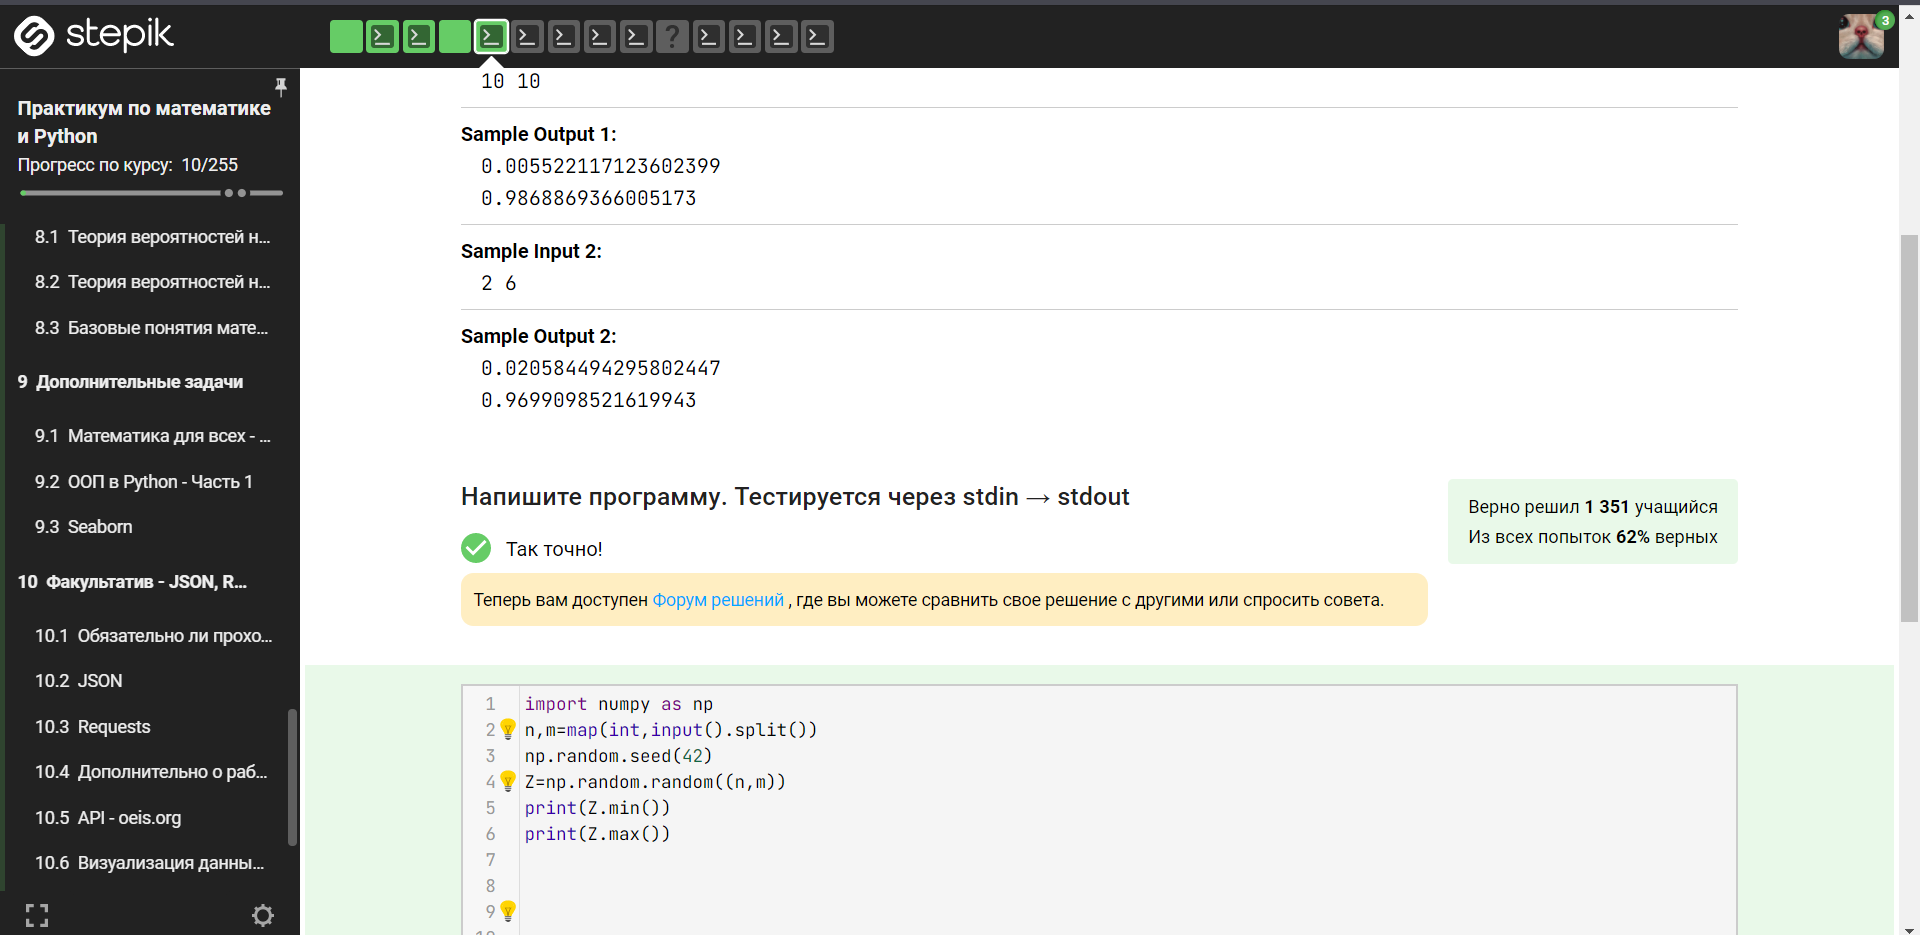 stepik
?
3
Практикум по математике
и Python
Прогресс по курсу: 10/255
8.1 Теория вероятностей н...
8.2 Теория вероятностей н...
8.3 Базовые понятия мате...
9 Дополнительные задачи
9.1 Математика для всех - ...
9.2 ООП в Python - Часть 1
9.3 Seaborn
10 Факультатив - JSON, R...
10.1 Обязательно ли прохо...
10.2 JSON
10.3 Requests
10.4 Дополнительно о раб...
10.5 API - oeis.org
10.6 Визуализация данны...
10 10
Sample Output 1:
0.005522117123602399
0.9868869366005173
Sample Input 2:
2 6
Sample Output 2:
0.020584494295802447
0.9699098521619943
Напишите программу. Тестируется через stdin → stdout
Верно решил 1 351 учащийся
Из всех попыток 62% верных
Так точно!
Теперь вам доступен Форум решений , где вы можете сравнить свое решение с другими или спросить совета.
1 import numpy as np
2 n,m=map(int,input().split())
3 np.random.seed(42)
4 Z=np.random.random((n,m))
5 print(Z.min())
6 print(Z.max())
7
8
9
10